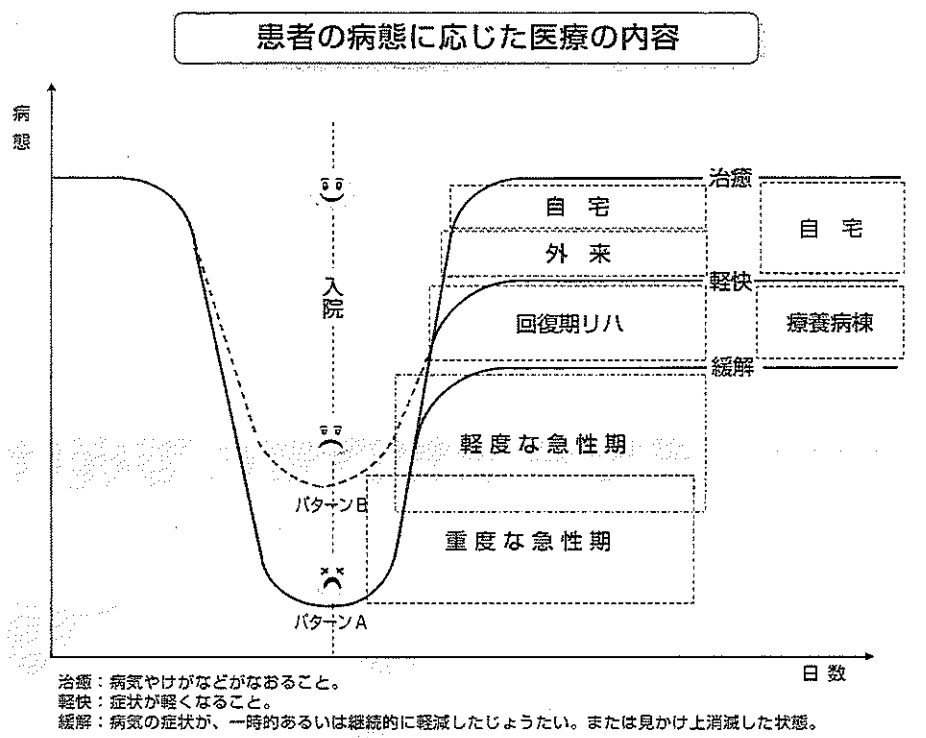 患者の病態に応じた医療の内容
病態
治癒
自宅
自宅
外来
入院
軽快
回復期リハ
療養病棟
緩解
軽度な急性期
パターンB
重度な急性期
パターンA
日数
治癒：病気やけがなどがなおること。
軽快：症状が軽くなること。
緩解：病気の症状が、一時的あるいは継続的に軽減したじょうたい。または見かけ上消滅した状態。